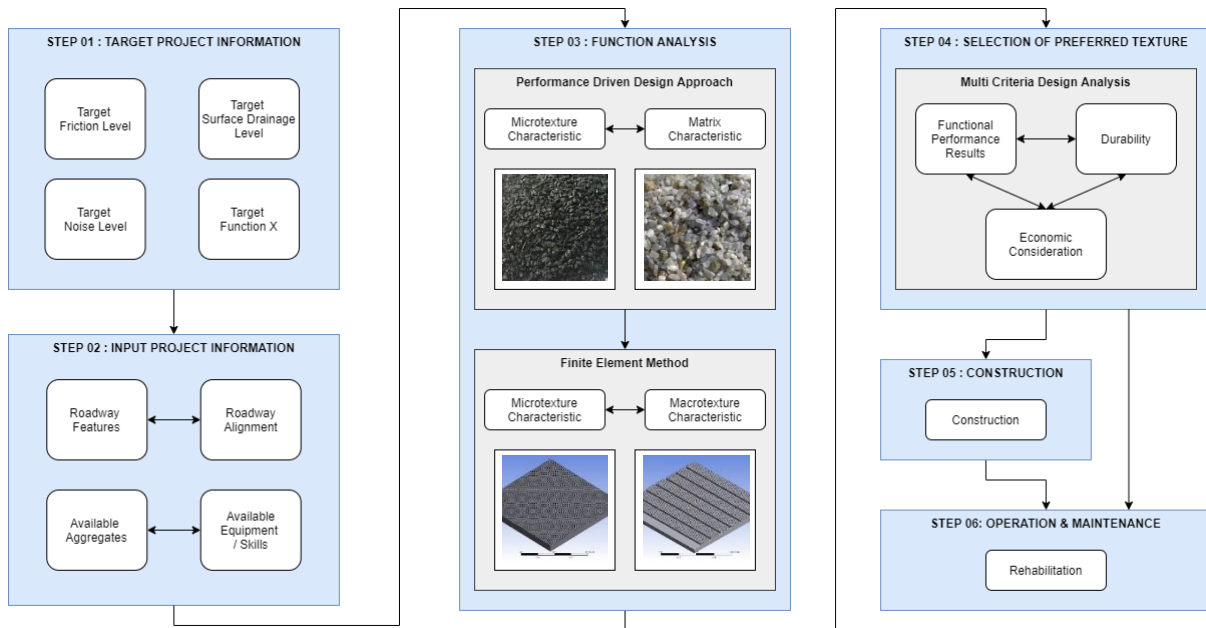 STEP 01 : TARGET PROJECT INFORMATION
Target
Friction Level
Target
Surface Drainage
Level
Target
Noise Level
Target
Function X
STEP 02 : INPUT PROJECT INFORMATION
Roadway
Features
Roadway
Alignment
Available
Aggregates
Available
Equipment
/ Skills
STEP 03 : FUNCTION ANALYSIS
Performance Driven Design Approach
Microtexture
Characteristic
Matrix
Characteristic
Finite Element Method
Microtexture
Characteristic
Macrotexture
Characteristic
STEP 04 : SELECTION OF PREFERRED TEXTURE
Multi Criteria Design Analysis
Functional
Performance
Results
Durability
Economic
Consideration
STEP 05 : CONSTRUCTION
Construction
STEP 06: OPERATION & MAINTENANCE
Rehabilitation